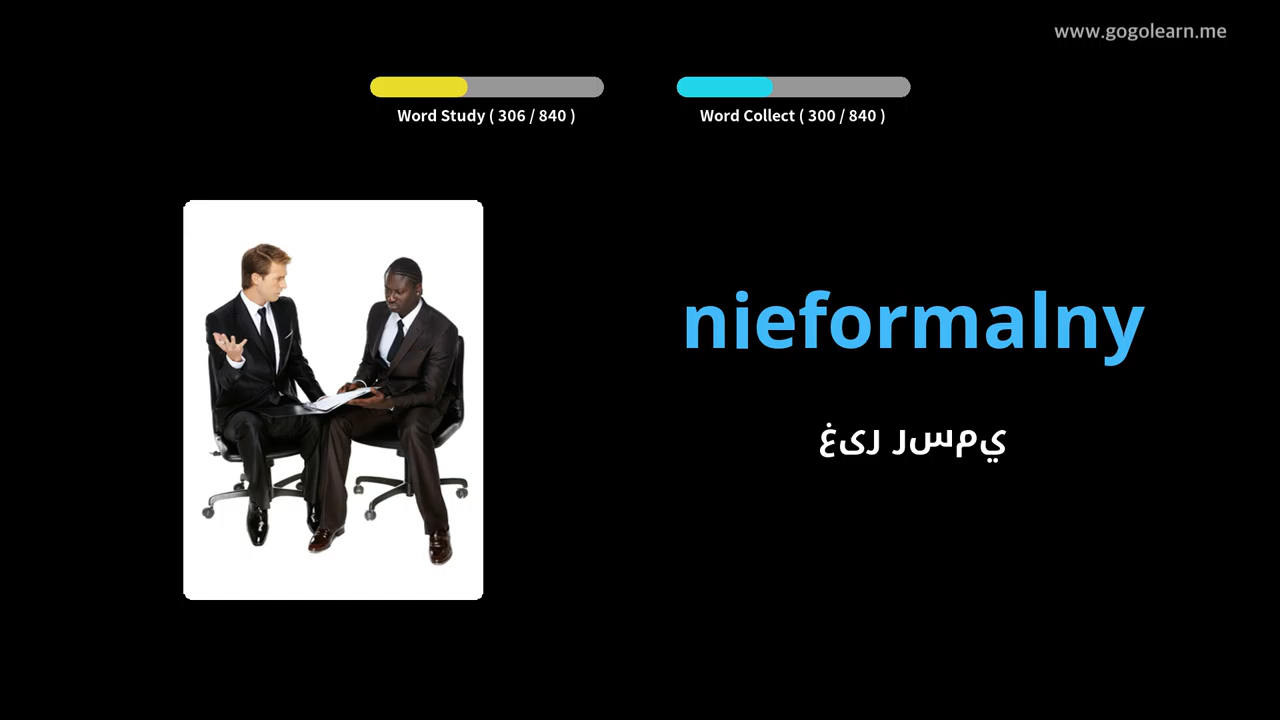 www.gogolearn.me
Word Study ( 306 / 840 )
Word Collect ( 300 / 840 )
nieformalny
غير رسمي